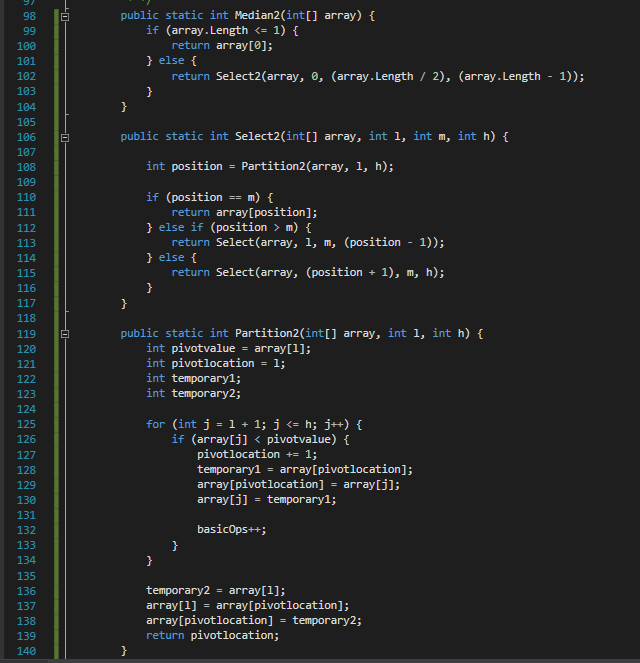 97 */
98 public static int Median2(int[] array) {
99 if (array.Length <= 1) {
100 return array[0];
101 } else {
102 return Select2(array, 0, (array.Length / 2), (array.Length - 1));
103 }
104 }
105
106 public static int Select2(int[] array, int l, int m, int h) {
107
108 int position = Partition2(array, l, h);
109
110 if (position == m) {
111 return array[position];
112 } else if (position > m) {
113 return Select(array, l, m, (position - 1));
114 } else {
115 return Select(array, (position + 1), m, h);
116 }
117 }
118
119 public static int Partition2(int[] array, int l, int h) {
120 int pivotvalue = array[l];
121 int pivotlocation = l;
122 int temporary1;
123 int temporary2;
124
125 for (int j = l + 1; j <= h; j++) {
126 if (array[j] < pivotvalue) {
127 pivotlocation += 1;
128 temporary1 = array[pivotlocation];
129 array[pivotlocation] = array[j];
130 array[j] = temporary1;
131
132 basicOps++;
133 }
134 }
135
136 temporary2 = array[l];
137 array[l] = array[pivotlocation];
138 array[pivotlocation] = temporary2;
139 return pivotlocation;
140 }